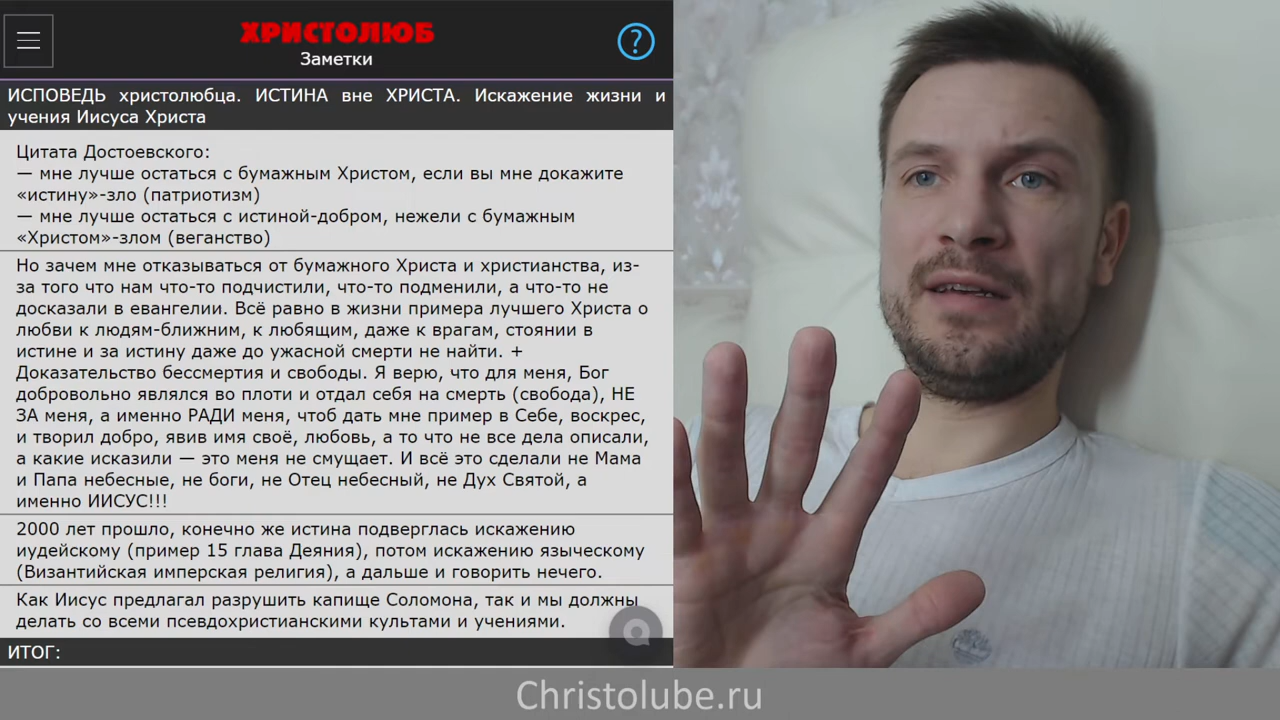 ХРИСТОЛЮБ
Заметки
?
ИСПОВЕДЬ христолюбца. ИСТИНА вне ХРИСТА. Искажение жизни и
учения Иисуса Христа
Цитата Достоевского:
— мне лучше остаться с бумажным Христом, если вы мне докажите
«истину»-зло (патриотизм)
— мне лучше остаться с истиной-добром, нежели с бумажным
«Христом»-злом (веганство)
Но зачем мне отказываться от бумажного Христа и христианства, из-
за того что нам что-то подчистили, что-то подменили, а что-то не
досказали в евангелии. Всё равно в жизни примера лучшего Христа о
любви к людям-ближним, к любящим, даже к врагам, стоянии в
истине и за истину даже до ужасной смерти не найти. +
Доказательство бессмертия и свободы. Я верю, что для меня, Бог
добровольно являлся во плоти и отдал себя на смерть (свобода), НЕ
ЗА меня, а именно РАДИ меня, чтоб дать мне пример в Себе, воскрес,
и творил добро, явив имя своё, любовь, а то что не все дела описали,
а какие исказили — это меня не смущает. И всё это сделали не Мама
и Папа небесные, не боги, не Отец небесный, не Дух Святой, а
именно ИИСУС!!!
2000 лет прошло, конечно же истина подверглась искажению
иудейскому (пример 15 глава Деяния), потом искажению языческому
(Византийская имперская религия), а дальше и говорить нечего.
Как Иисус предлагал разрушить капище Соломона, так и мы должны
делать со всеми псевдохристианскими культами и учениями.
ИТОГ:
Christolube.ru